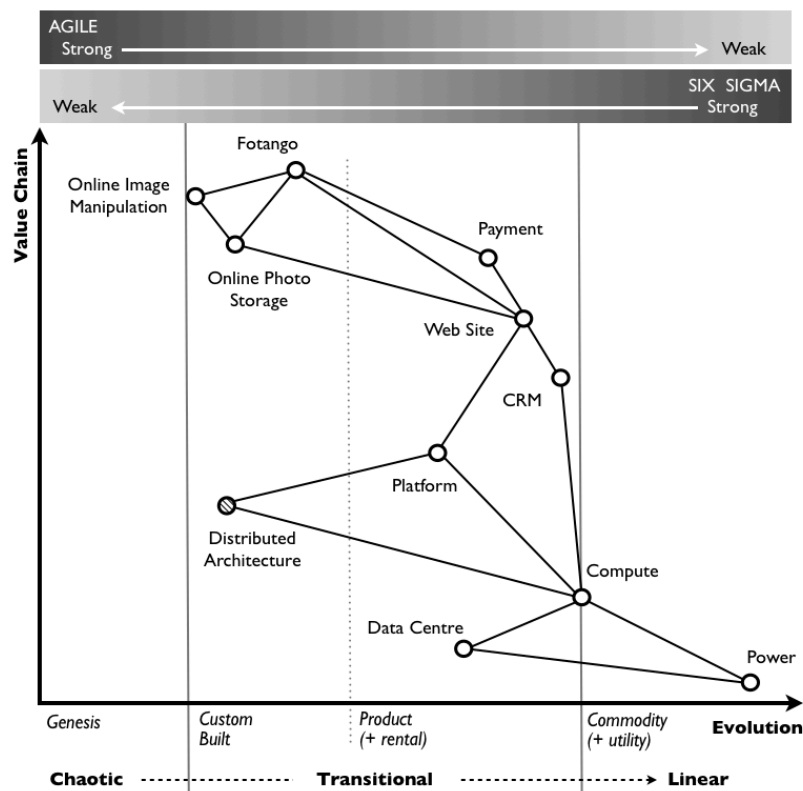 AGILE
Strong
Weak
SIX SIGMA
Weak
Strong
Value Chain
Fotango
Online Image
Manipulation
Payment
Online Photo
Storage
Web Site
CRM
Platform
Distributed
Architecture
Compute
Data Centre
Power
Genesis
Custom
Built
Product
(+ rental)
Commodity
(+ utility)
Evolution
Chaotic
Transitional
Linear